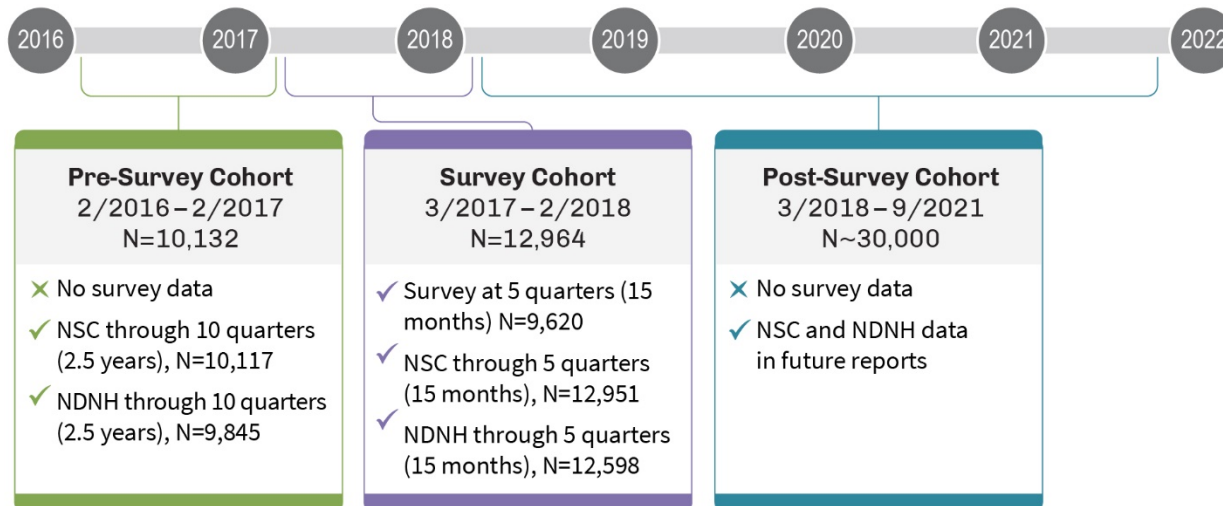 2016
2017
2018
2019
2020
2021
2022
Pre-Survey Cohort
2/2016–2/2017
N=10,132
No survey data
NSC through 10 quarters
(2.5 years), N=10,117
NDNH through 10 quarters
(2.5 years), N=9,845
Survey Cohort
3/2017–2/2018
N=12,964
Survey at 5 quarters (15
months) N=9,620
NSC through 5 quarters
(15 months), N=12,951
NDNH through 5 quarters
(15 months), N=12,598
Post-Survey Cohort
3/2018–9/2021
N~30,000
No survey data
NSC and NDNH data
in future reports